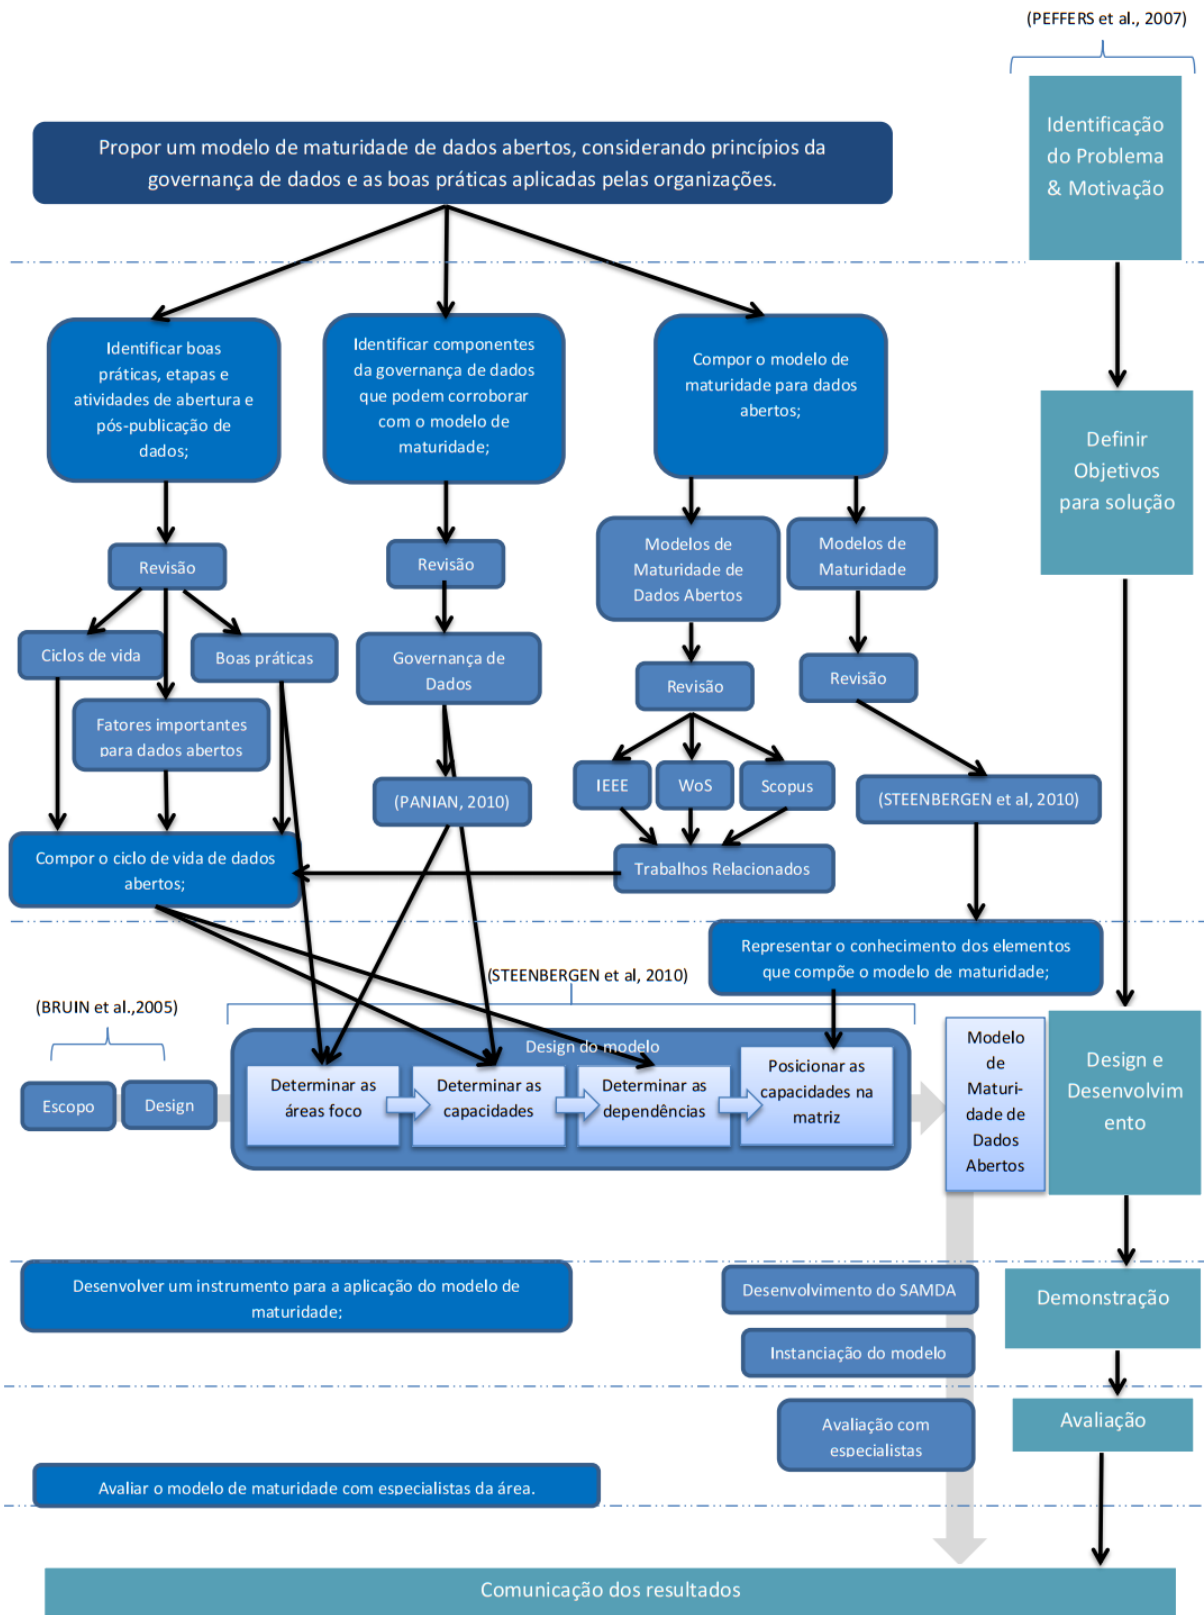 (PEFFERS et al., 2007)
Identificação
do Problema
& Motivação
Propor um modelo de maturidade de dados abertos, considerando princípios da
governança de dados e as boas práticas aplicadas pelas organizações.
Identificar boas
práticas, etapas e
atividades de abertura e
pós-publicação de
dados;
Identificar componentes
da governança de dados
que podem corroborar
com o modelo de
maturidade;
Compor o modelo de
maturidade para dados
abertos;
Definir
Objetivos
para solução
Revisão
Revisão
Modelos de
Maturidade de
Dados Abertos
Modelos de
Maturidade
Ciclos de vida
Boas práticas
Governança de
Dados
Revisão
Revisão
Fatores importantes
para dados abertos
(PANIAN, 2010)
IEEE
WoS
Scopus
(STEENBERGEN et al, 2010)
Compor o ciclo de vida de dados
abertos;
Trabalhos Relacionados
Representar o conhecimento dos elementos
que compõe o modelo de maturidade;
(STEENBERGEN et al, 2010)
(BRUIN et al.,2005)
Escopo
Design
Design do modelo
Determinar as
áreas foco
Determinar as
capacidades
Determinar as
dependências
Posicionar as
capacidades na
matriz
Modelo
de
Maturi-
dade de
Dados
Abertos
Design e
Desenvolvim
ento
Desenvolver um instrumento para a aplicação do modelo de
maturidade;
Desenvolvimento do SAMDA
Instanciação do modelo
Demonstração
Avaliação com
especialistas
Avaliação
Avaliar o modelo de maturidade com especialistas da área.
Comunicação dos resultados